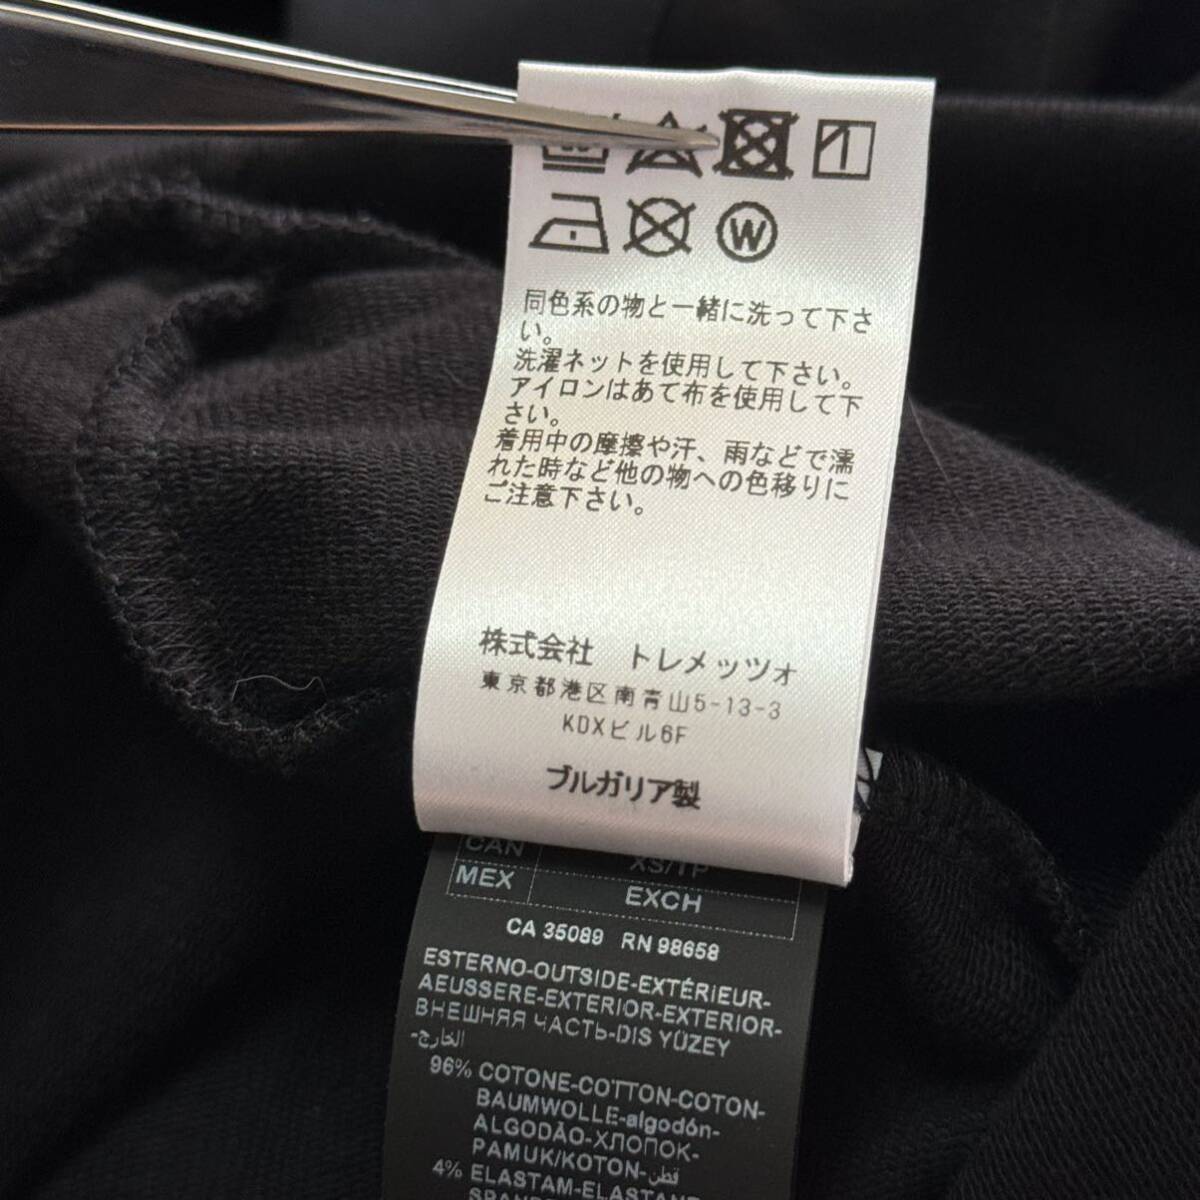 W
同色系の物と一緒に洗って下さ
い。
洗濯ネットを使用して下さい。
アイロンはあて布を使用して下
さい。
着用中の摩擦や汗、雨などで濡
れた時など他の物への色移りに
ご注意下さい。
株式会社 トレメッツォ
東京都港区南青山5-13-3
KDXビル6F
ブルガリア製
CAN XS/TP
MEX EXCH
CA 35089 RN 98658
ESTERNO-OUTSIDE-EXTÉRIEUR-
AEUSSERE-EXTERIOR-EXTERIOR-
ВНЕШНЯЯ ЧАСТЬ-DIS YÜZEY
الخارج-
96% COTONE-COTTON-COTON-
BAUMWOLLE-algodón-
ALGODÃO-ХЛОПОК-
PAMUK/KOTON-قطن
4% ELASTAM-ELASTANE